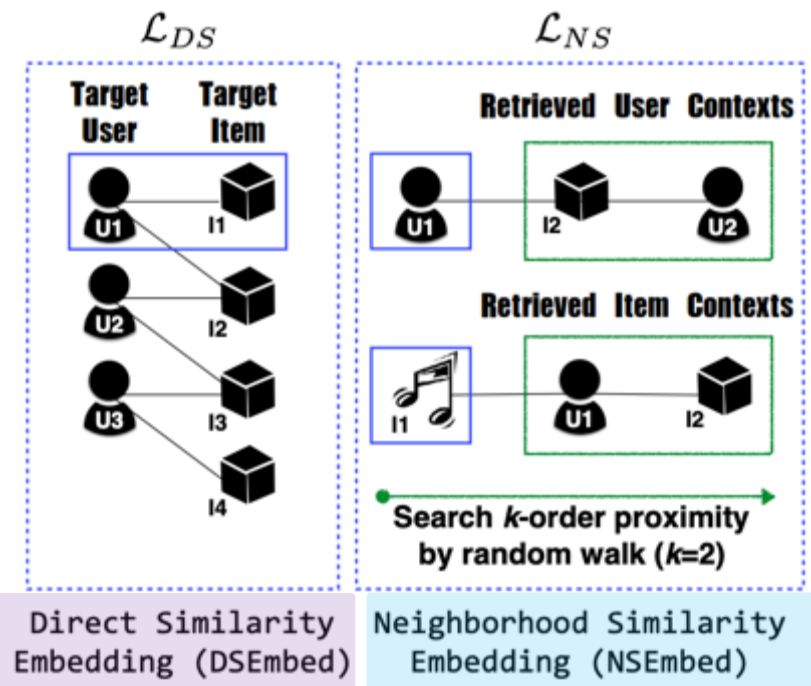 L_DS
Target User
Target Item
U1
I1
U2
I2
U3
I3
I4
L_NS
Retrieved User Contexts
U1
I2
U2
Retrieved Item Contexts
I1
U1
I2
Search k-order proximity
by random walk (k=2)
Direct Similarity
Embedding (DSEmbed)
Neighborhood Similarity
Embedding (NSEmbed)